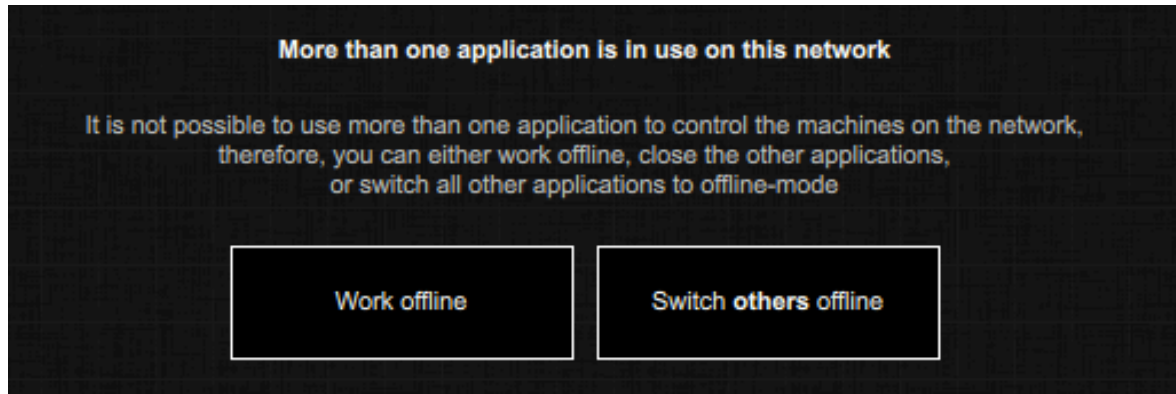 More than one application is in use on this network
It is not possible to use more than one application to control the machines on the network,
therefore, you can either work offline, close the other applications,
or switch all other applications to offline-mode
Work offline
Switch others offline